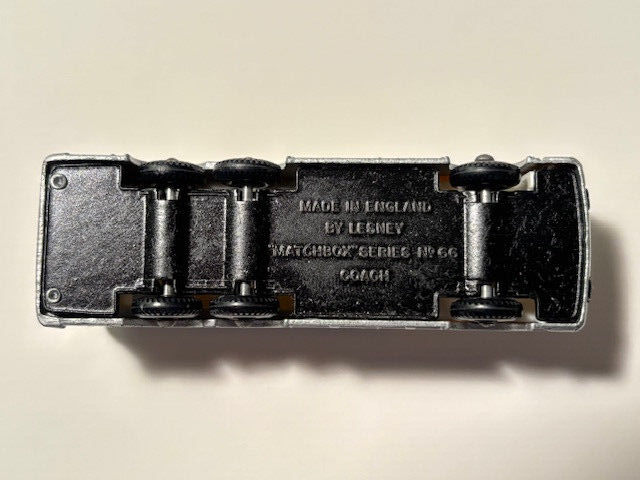 MADE IN ENGLAND
BY LESNEY
"MATCHBOX" SERIES Nº 66
COACH